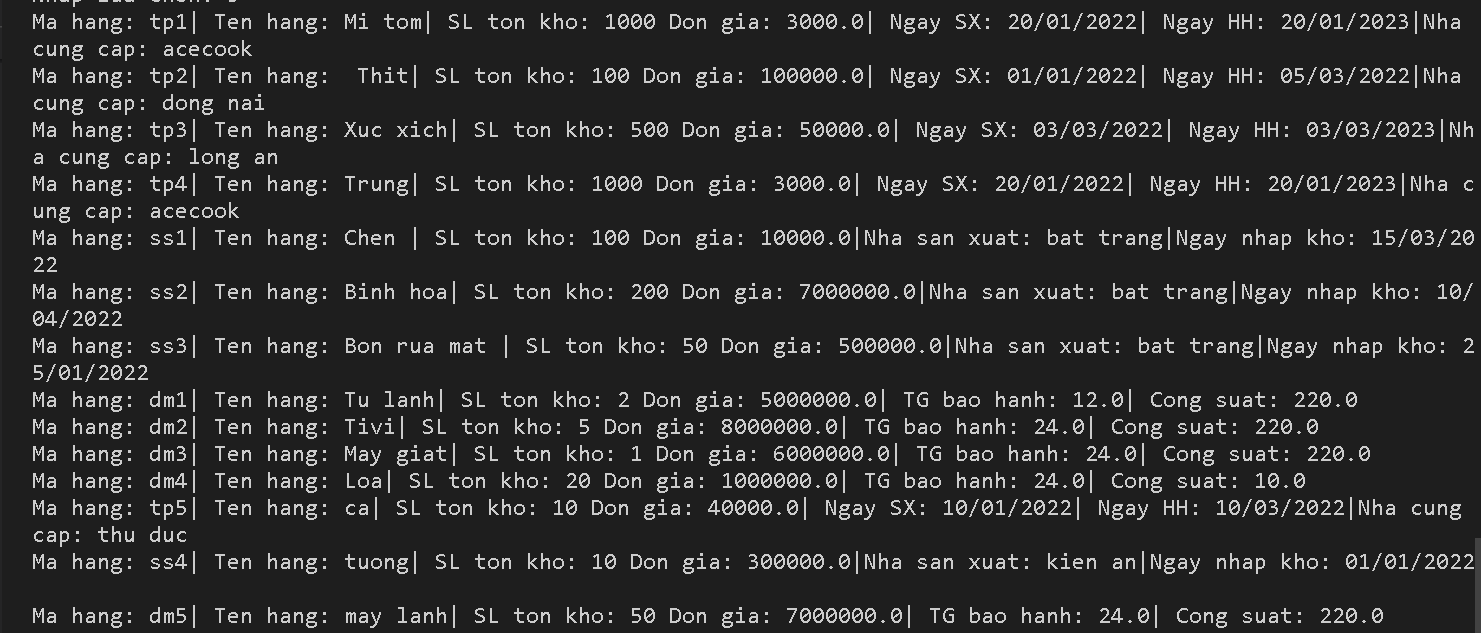 Ma hang: tp1| Ten hang: Mi tom| SL ton kho: 1000 Don gia: 3000.0| Ngay SX: 20/01/2022| Ngay HH: 20/01/2023|Nha
cung cap: acecook
Ma hang: tp2| Ten hang:  Thit| SL ton kho: 100 Don gia: 100000.0| Ngay SX: 01/01/2022| Ngay HH: 05/03/2022|Nha
cung cap: dong nai
Ma hang: tp3| Ten hang: Xuc xich| SL ton kho: 500 Don gia: 50000.0| Ngay SX: 03/03/2022| Ngay HH: 03/03/2023|Nh
a cung cap: long an
Ma hang: tp4| Ten hang: Trung| SL ton kho: 1000 Don gia: 3000.0| Ngay SX: 20/01/2022| Ngay HH: 20/01/2023|Nha c
ung cap: acecook
Ma hang: ss1| Ten hang: Chen | SL ton kho: 100 Don gia: 10000.0|Nha san xuat: bat trang|Ngay nhap kho: 15/03/20
22
Ma hang: ss2| Ten hang: Binh hoa| SL ton kho: 200 Don gia: 7000000.0|Nha san xuat: bat trang|Ngay nhap kho: 10/
04/2022
Ma hang: ss3| Ten hang: Bon rua mat | SL ton kho: 50 Don gia: 500000.0|Nha san xuat: bat trang|Ngay nhap kho: 2
5/01/2022
Ma hang: dm1| Ten hang: Tu lanh| SL ton kho: 2 Don gia: 5000000.0| TG bao hanh: 12.0| Cong suat: 220.0
Ma hang: dm2| Ten hang: Tivi| SL ton kho: 5 Don gia: 8000000.0| TG bao hanh: 24.0| Cong suat: 220.0
Ma hang: dm3| Ten hang: May giat| SL ton kho: 1 Don gia: 6000000.0| TG bao hanh: 24.0| Cong suat: 220.0
Ma hang: dm4| Ten hang: Loa| SL ton kho: 20 Don gia: 1000000.0| TG bao hanh: 24.0| Cong suat: 10.0
Ma hang: tp5| Ten hang: ca| SL ton kho: 10 Don gia: 40000.0| Ngay SX: 10/01/2022| Ngay HH: 10/03/2022|Nha cung
cap: thu duc
Ma hang: ss4| Ten hang: tuong| SL ton kho: 10 Don gia: 300000.0|Nha san xuat: kien an|Ngay nhap kho: 01/01/2022
Ma hang: dm5| Ten hang: may lanh| SL ton kho: 50 Don gia: 7000000.0| TG bao hanh: 24.0| Cong suat: 220.0